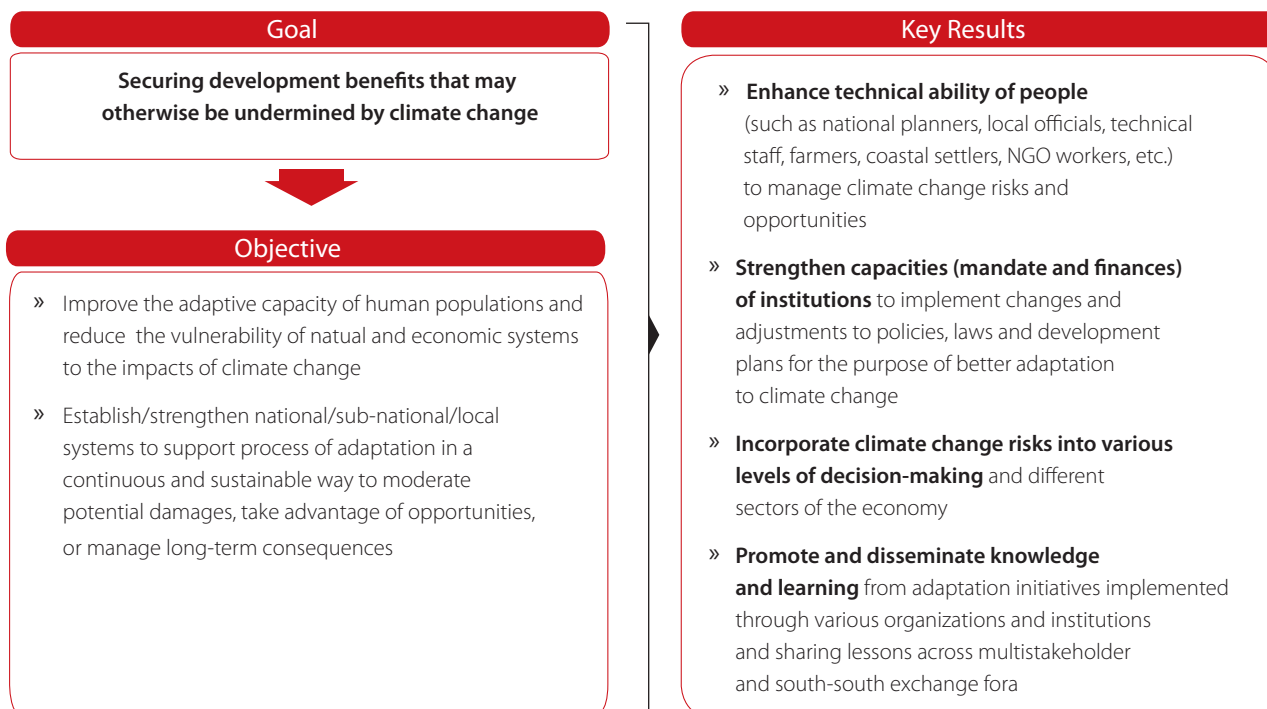 Goal
Securing development benefits that may
otherwise be undermined by climate change
Objective
» Improve the adaptive capacity of human populations and
reduce the vulnerability of natual and economic systems
to the impacts of climate change
» Establish/strengthen national/sub-national/local
systems to support process of adaptation in a
continuous and sustainable way to moderate
potential damages, take advantage of opportunities,
or manage long-term consequences
Key Results
» Enhance technical ability of people
(such as national planners, local officials, technical
staff, farmers, coastal settlers, NGO workers, etc.)
to manage climate change risks and
opportunities
» Strengthen capacities (mandate and finances)
of institutions to implement changes and
adjustments to policies, laws and development
plans for the purpose of better adaptation
to climate change
» Incorporate climate change risks into various
levels of decision-making and different
sectors of the economy
» Promote and disseminate knowledge
and learning from adaptation initiatives implemented
through various organizations and institutions
and sharing lessons across multistakeholder
and south-south exchange fora